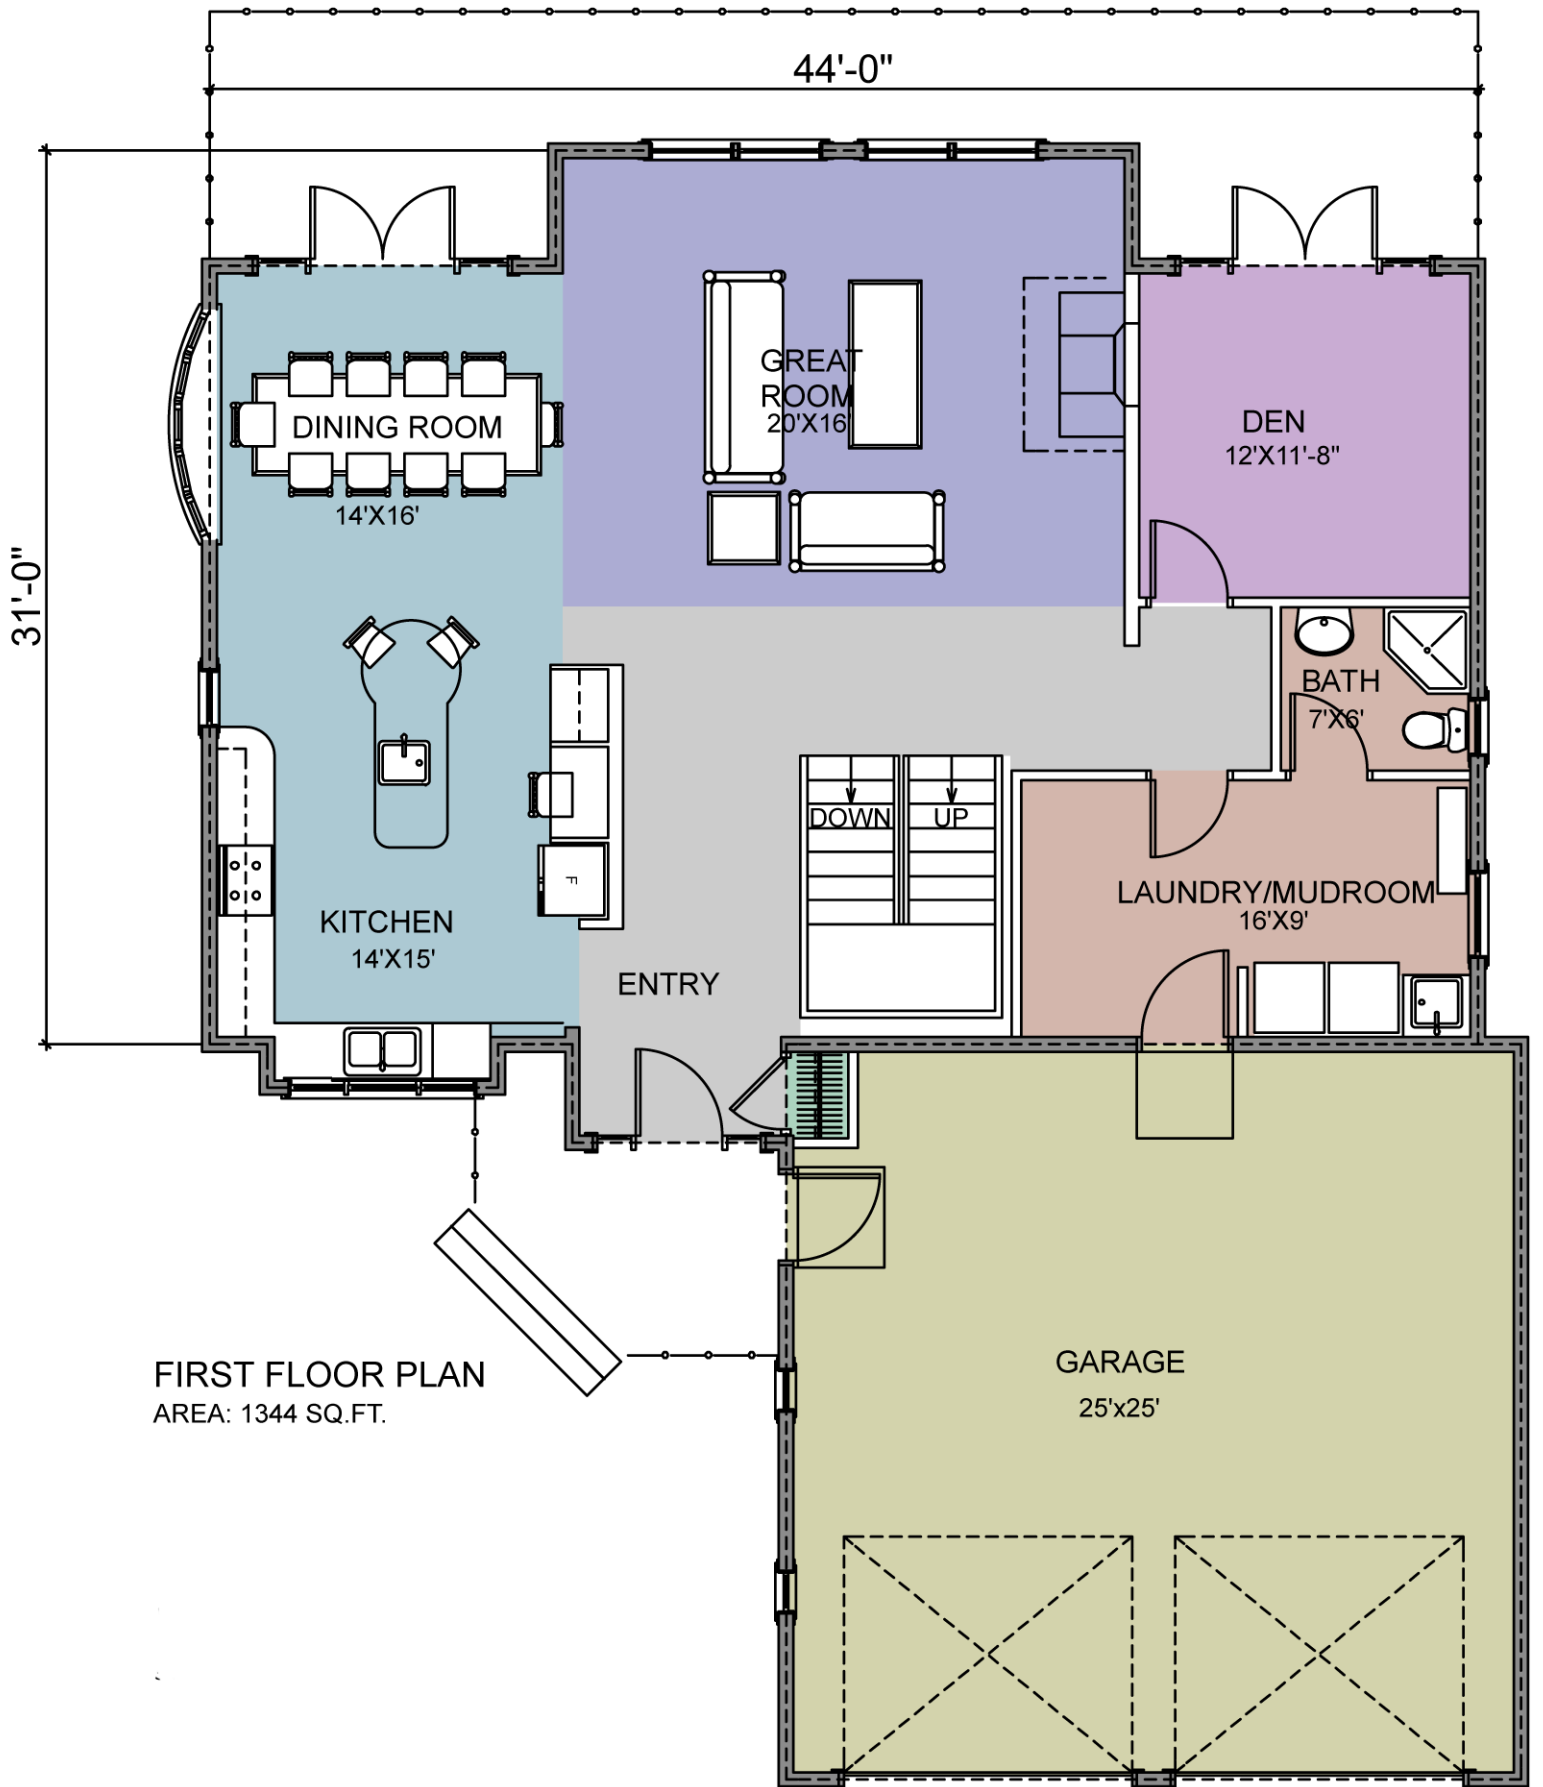 44'-0"
31'-0"
GREAT
ROOM
20'X16'
DINING ROOM
14'X16'
DEN
12'X11'-8"
BATH
7'X6'
DOWN
UP
F
KITCHEN
14'X15'
LAUNDRY/MUDROOM
16'X9'
ENTRY
GARAGE
25'x25'
FIRST FLOOR PLAN
AREA: 1344 SQ.FT.